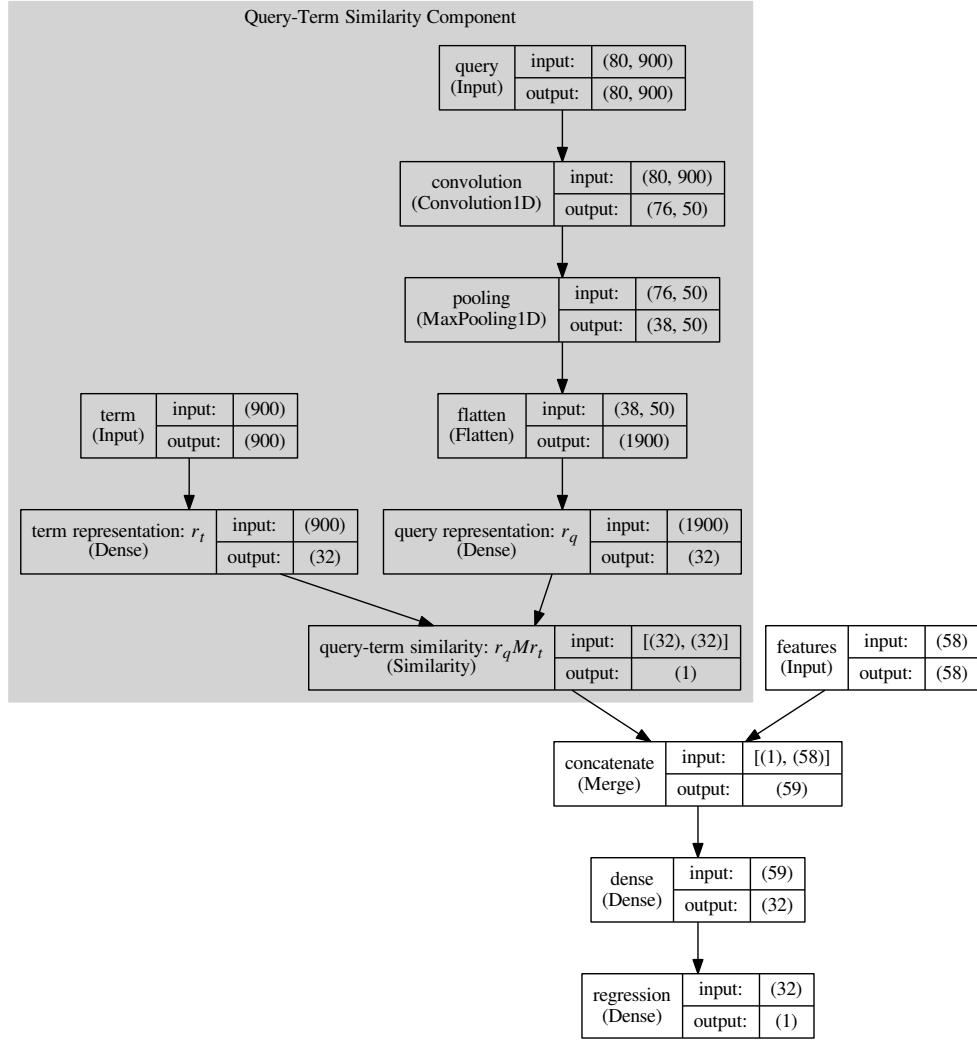 Query-Term Similarity Component
query
(Input)
input: (80, 900)
output: (80, 900)
convolution
(Convolution1D)
input: (80, 900)
output: (76, 50)
pooling
(MaxPooling1D)
input: (76, 50)
output: (38, 50)
term
(Input)
input: (900)
output: (900)
flatten
(Flatten)
input: (38, 50)
output: (1900)
term representation: r_t
(Dense)
input: (900)
output: (32)
query representation: r_q
(Dense)
input: (1900)
output: (32)
query-term similarity: r_qMr_t
(Similarity)
input: [(32), (32)]
output: (1)
features
(Input)
input: (58)
output: (58)
concatenate
(Merge)
input: [(1), (58)]
output: (59)
dense
(Dense)
input: (59)
output: (32)
regression
(Dense)
input: (32)
output: (1)